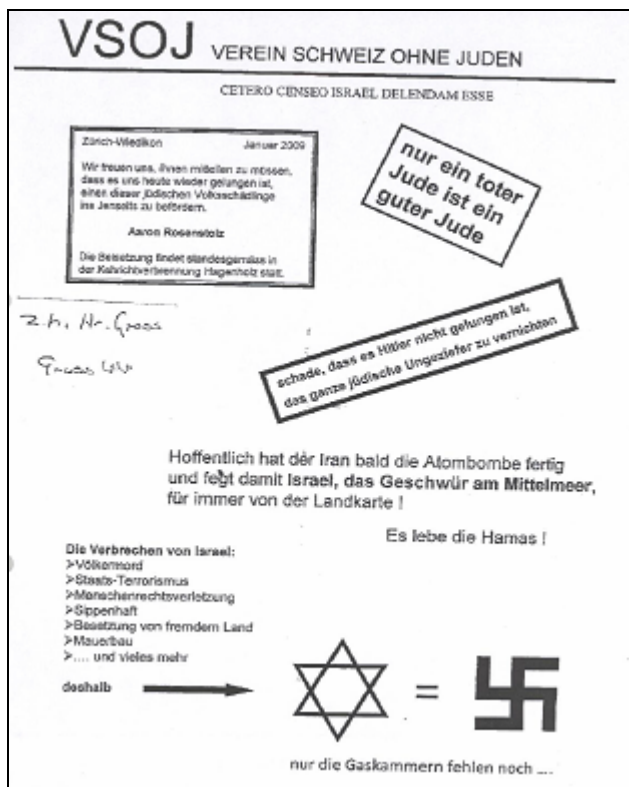 VSOJ VEREIN SCHWEIZ OHNE JUDEN
CETERO CENSEO ISRAEL DELENDAM ESSE
Zürich-Wiedikon Januar 2009
Wir freuen uns, Ihnen mitteilen zu müssen,
dass es uns heute wieder gelungen ist,
einen dieser jüdischen Volksschädlinge
ins Jenseits zu befördern.
Aaron Rosenstolz
Die Beisetzung findet standesgemäss in
der Kehrichtverbrennung Hagenholz statt.
nur ein toter
Jude ist ein
guter Jude
z.h. Hr. Gross
Gruss
schade, dass es Hitler nicht gelungen ist,
das ganze jüdische Ungeziefer zu vernichten
Hoffentlich hat der Iran bald die Atombombe fertig
und fegt damit Israel, das Geschwür am Mittelmeer,
für immer von der Landkarte !
Es lebe die Hamas !
Die Verbrechen von Israel:
>Völkermord
>Staats-Terrorismus
>Menschenrechtsverletzung
>Sippenhaft
>Besetzung von fremdem Land
>Mauerbau
>.... und vieles mehr
deshalb
=
nur die Gaskammern fehlen noch ....